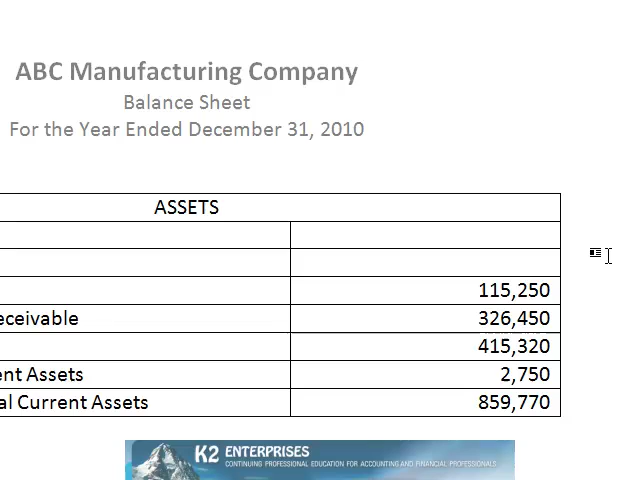 ABC Manufacturing Company
Balance Sheet
For the Year Ended December 31, 2010
ASSETS
115,250
eceivable 326,450
415,320
ent Assets 2,750
al Current Assets 859,770
K2 ENTERPRISES
CONTINUING PROFESSIONAL EDUCATION FOR ACCOUNTING AND FINANCIAL PROFESSIONALS